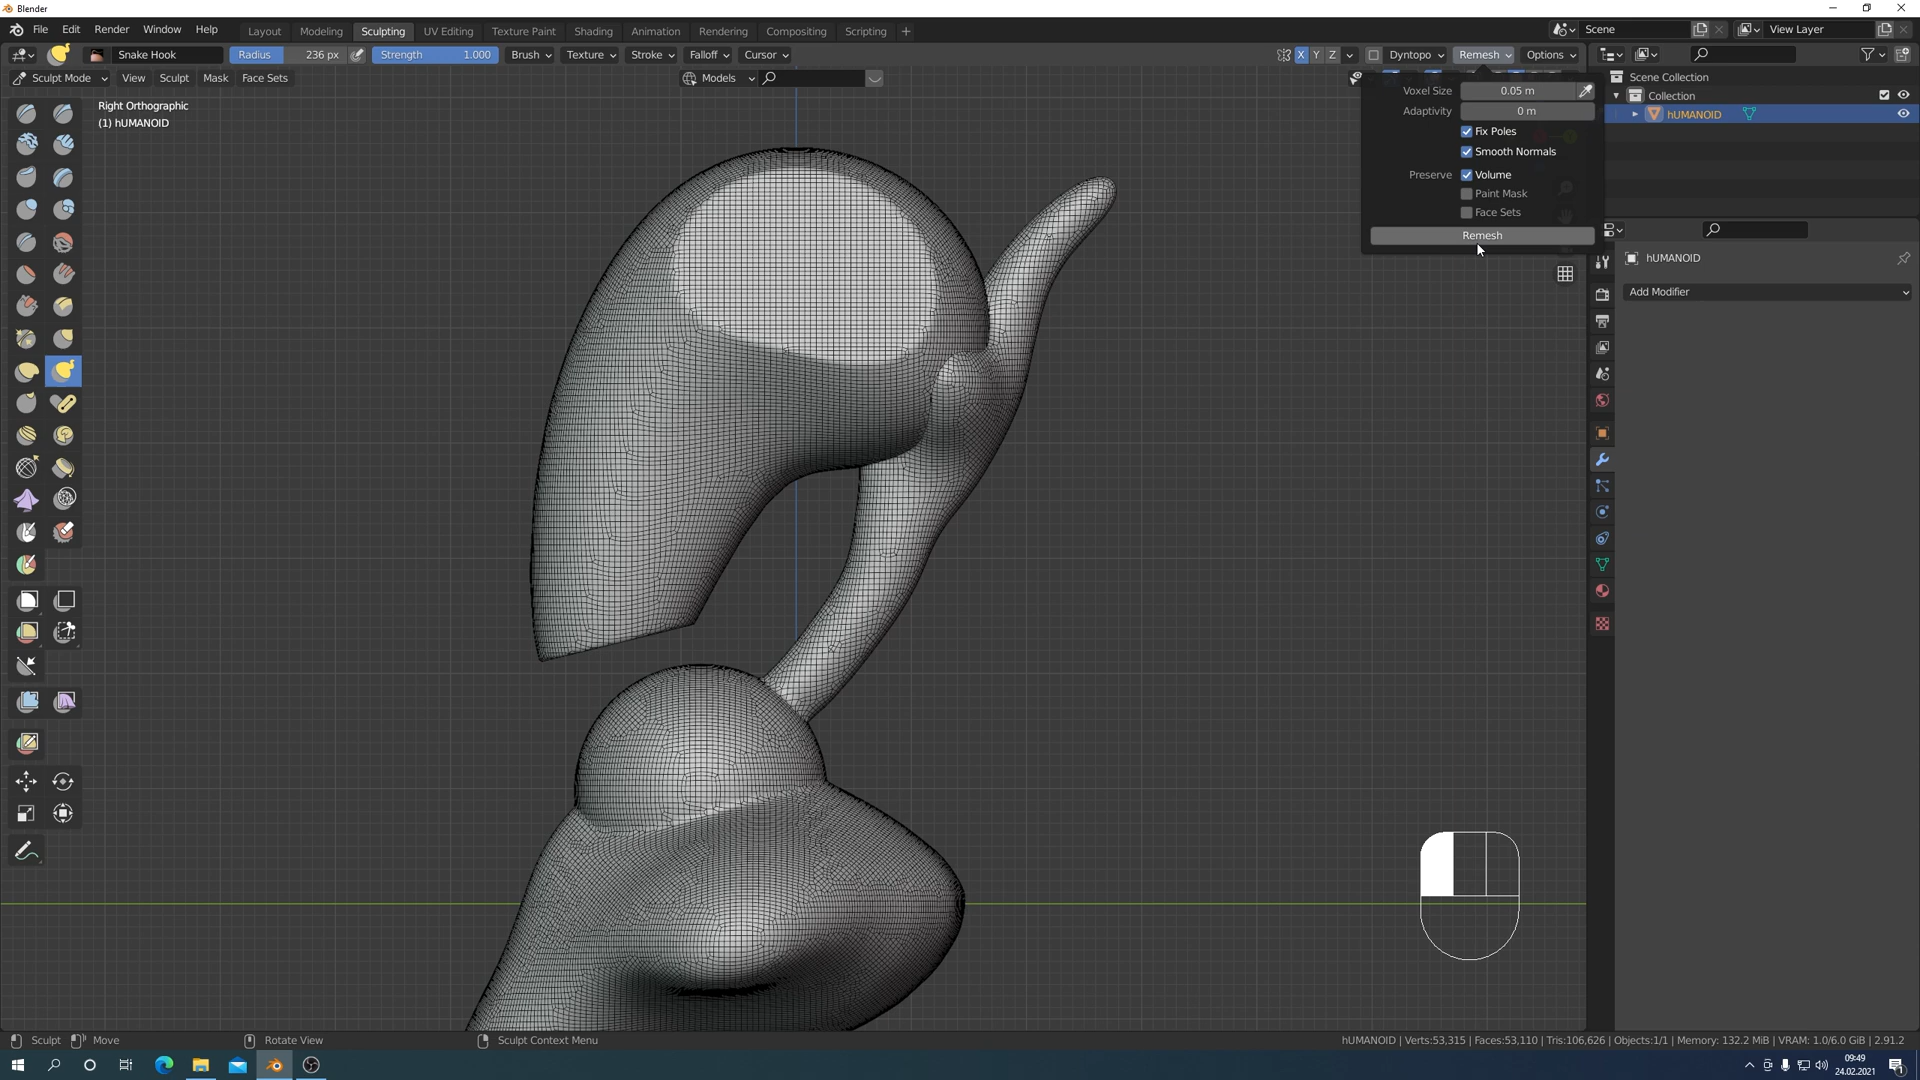 Blender
File Edit Render Window Help Layout Modeling Sculpting UV Editing Texture Paint Shading Animation Rendering Compositing Scripting + Scene View Layer
Snake Hook Radius 236 px Strength 1.000 Brush Texture Stroke Falloff Cursor X Y Z Dyntopo Remesh Options
Sculpt Mode View Sculpt Mask Face Sets Models
Scene Collection
Collection
hUMANOID
Right Orthographic
(1) hUMANOID
Voxel Size 0.05 m
Adaptivity 0 m
Fix Poles
Smooth Normals
Preserve Volume
Paint Mask
Face Sets
Remesh
hUMANOID
Add Modifier
Sculpt Move Rotate View Sculpt Context Menu hUMANOID | Verts:53,315 | Faces:53,110 | Tris:106,626 | Objects:1/1 | Memory: 132.2 MiB | VRAM: 1.0/6.0 GiB | 2.91.2
09:49
24.02.2021